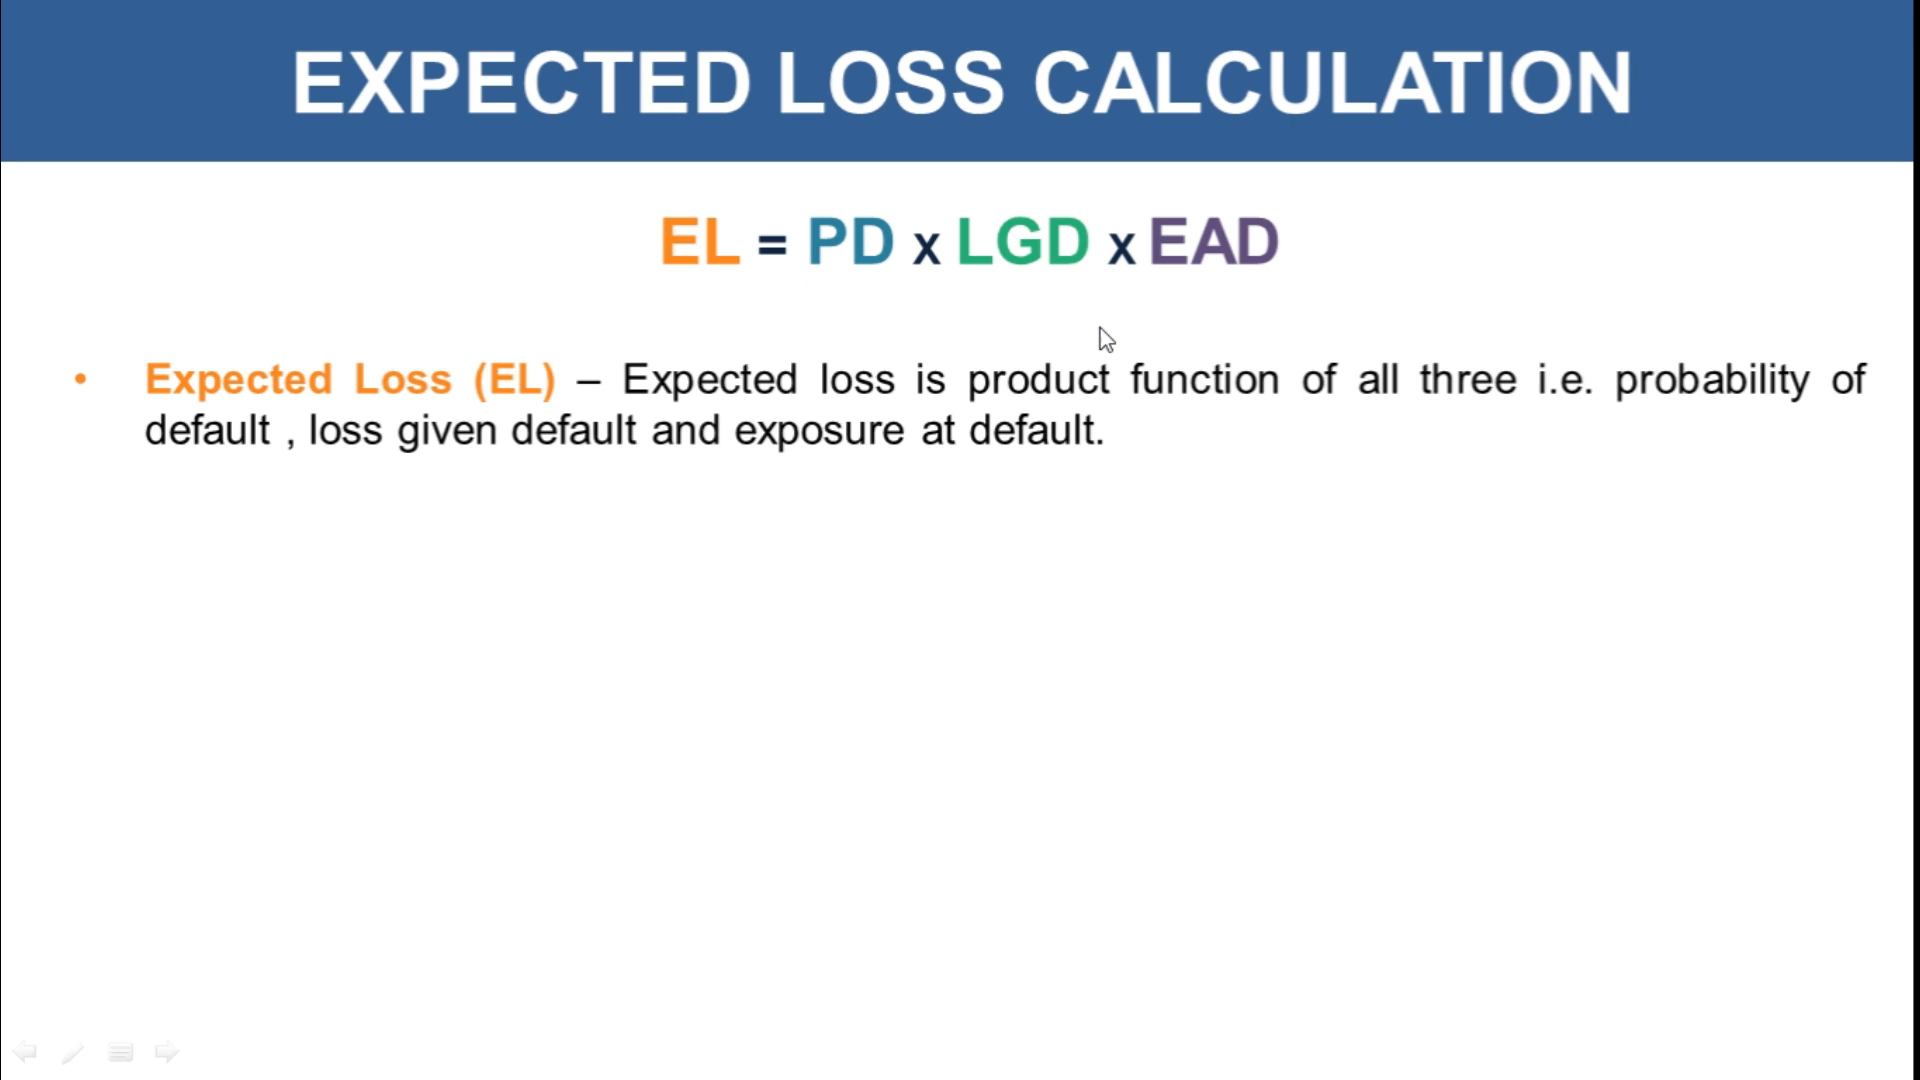 EXPECTED LOSS CALCULATION
EL = PD x LGD x EAD
• Expected Loss (EL) – Expected loss is product function of all three i.e. probability of
default , loss given default and exposure at default.